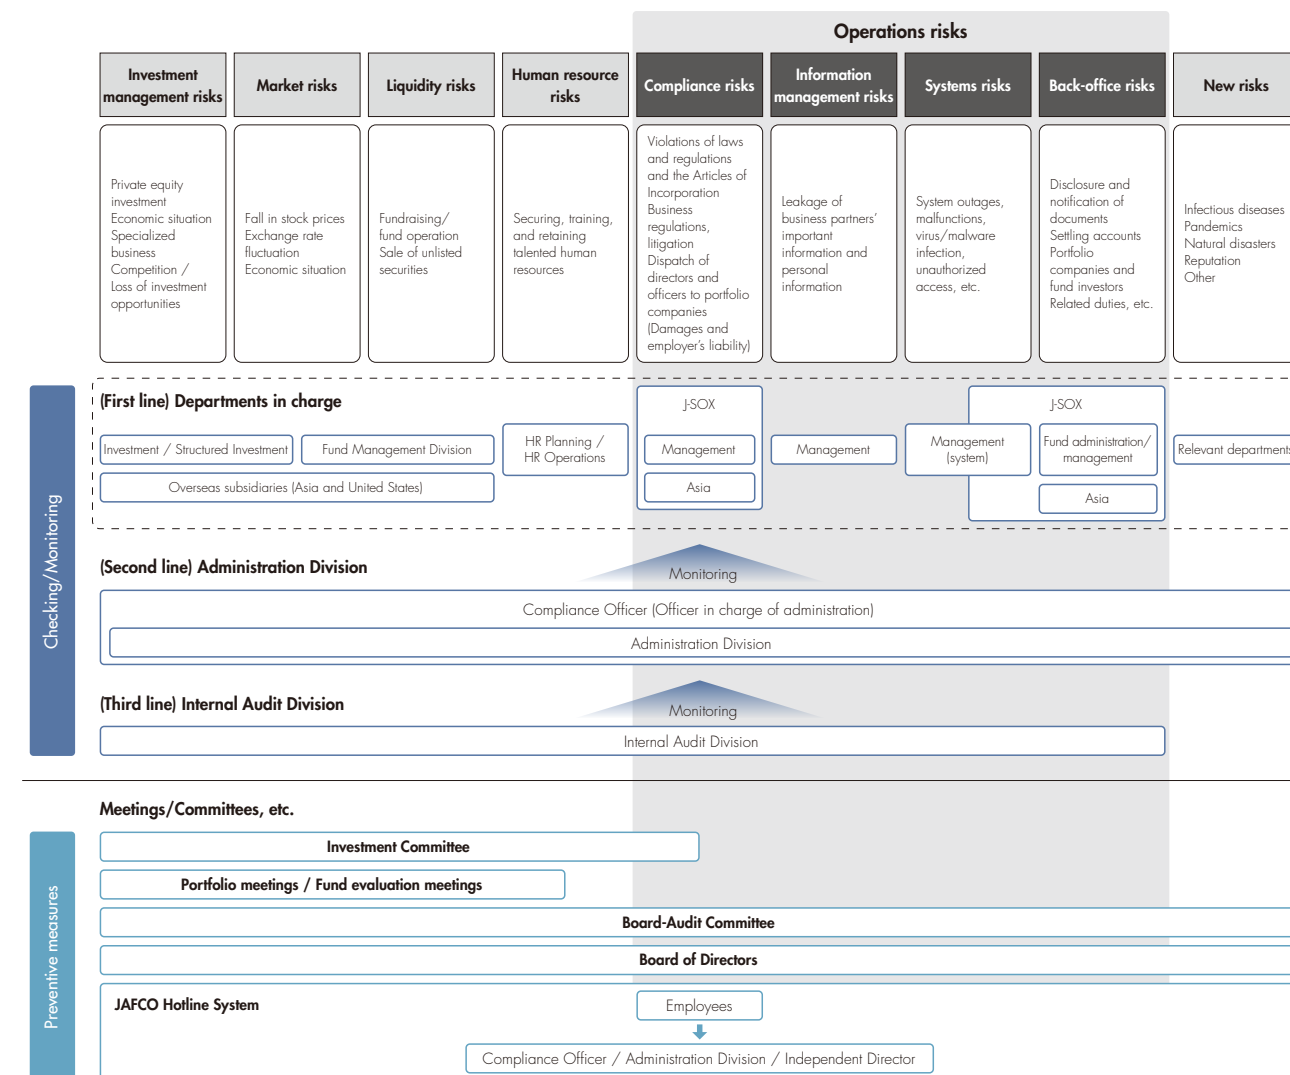 Operations risks
Investment
management risks
Market risks
Liquidity risks
Human resource
risks
Compliance risks
Information
management risks
Systems risks
Back-office risks
New risks
Private equity
investment
Economic situation
Specialized
business
Competition /
Loss of investment
opportunities
Fall in stock prices
Exchange rate
fluctuation
Economic situation
Fundraising/
fund operation
Sale of unlisted
securities
Securing, training,
and retaining
talented human
resources
Violations of laws
and regulations
and the Articles of
Incorporation
Business
regulations,
litigation
Dispatch of
directors and
officers to portfolio
companies
(Damages and
employer's liability)
Leakage of
business partners'
important
information and
personal
information
System outages,
malfunctions,
virus/malware
infection,
unauthorized
access, etc.
Disclosure and
notification of
documents
Settling accounts
Portfolio
companies and
fund investors
Related duties, etc.
Infectious diseases
Pandemics
Natural disasters
Reputation
Other
Checking/Monitoring
(First line) Departments in charge
J-SOX
J-SOX
Investment / Structured Investment
Fund Management Division
HR Planning /
HR Operations
Management
Management
Management
(system)
Fund administration/
management
Relevant departments
Overseas subsidiaries (Asia and United States)
Asia
Asia
(Second line) Administration Division
Monitoring
Compliance Officer (Officer in charge of administration)
Administration Division
(Third line) Internal Audit Division
Monitoring
Internal Audit Division
Preventive measures
Meetings/Committees, etc.
Investment Committee
Portfolio meetings / Fund evaluation meetings
Board-Audit Committee
Board of Directors
JAFCO Hotline System
Employees
Compliance Officer / Administration Division / Independent Director